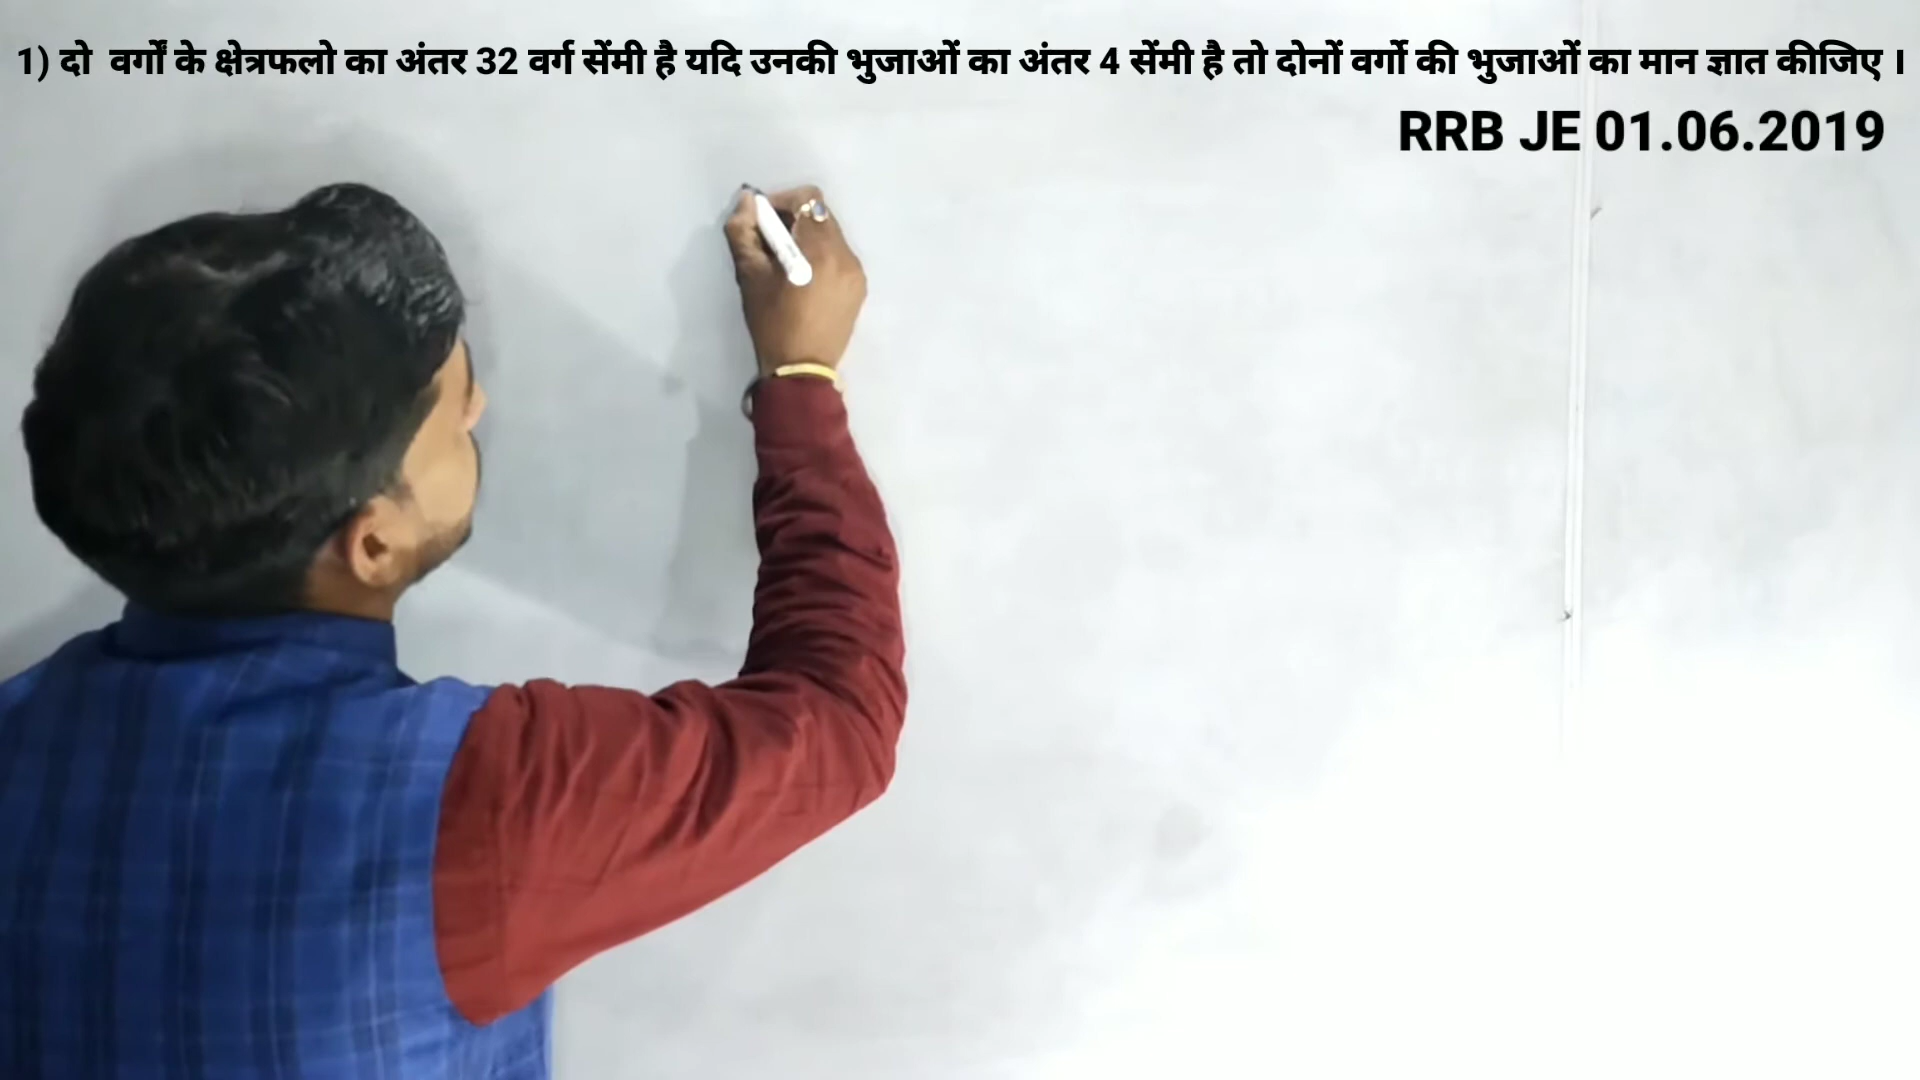 1) दो वर्गों के क्षेत्रफलो का अंतर 32 वर्ग सेंमी है यदि उनकी भुजाओं का अंतर 4 सेंमी है तो दोनों वर्गो की भुजाओं का मान ज्ञात कीजिए ।
RRB JE 01.06.2019